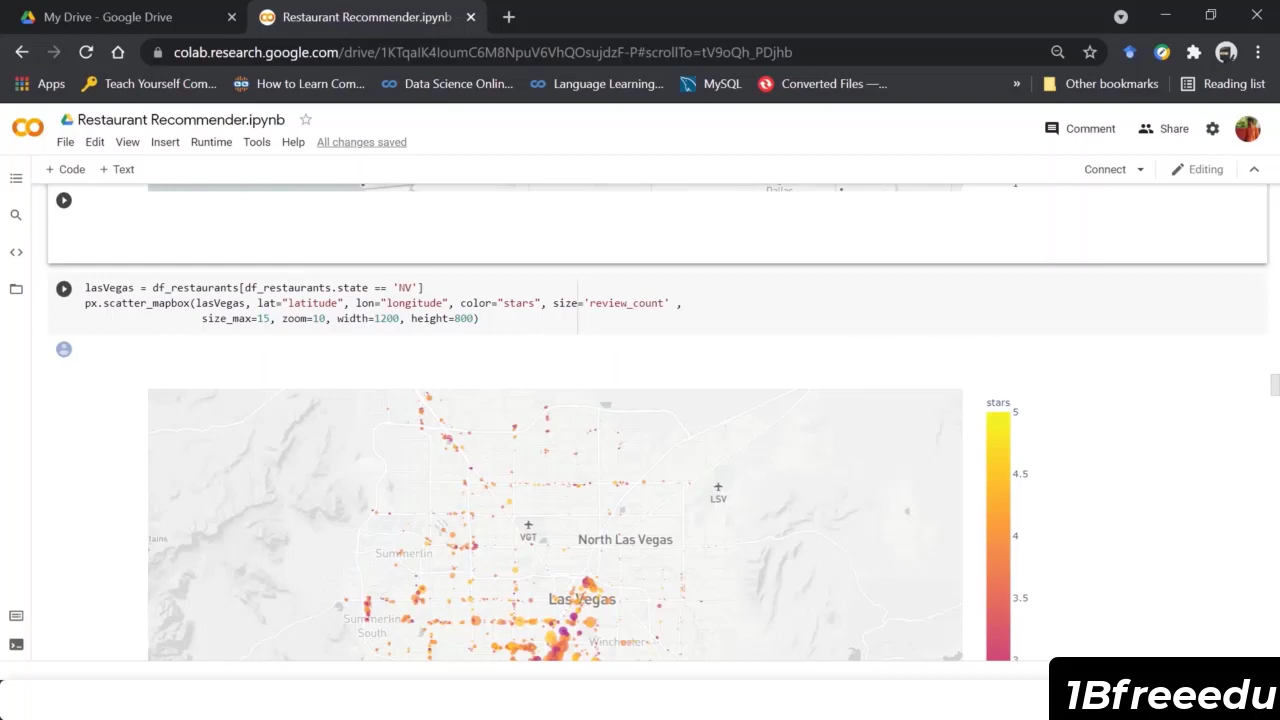 My Drive - Google Drive
Restaurant Recommender.ipynb
colab.research.google.com/drive/1KTqaIK4IoumC6M8NpuV6VhQOsujdzF-P#scrollTo=tV9oQh_PDjhb
Apps
Teach Yourself Com...
How to Learn Com...
Data Science Onlin...
Language Learning...
MySQL
Converted Files —...
»
Other bookmarks
Reading list
Restaurant Recommender.ipynb
Comment
Share
File Edit View Insert Runtime Tools Help All changes saved
+ Code + Text
Connect
Editing
Dallas
1
lasVegas = df_restaurants[df_restaurants.state == 'NV']
px.scatter_mapbox(lasVegas, lat="latitude", lon="longitude", color="stars", size='review_count' ,
size_max=15, zoom=10, width=1200, height=800)
stars
5
4.5
LSV
VGT
North Las Vegas
4
Summerlin
Las Vegas
3.5
Summerlin
South
Winchester
3
1Bfreeedu